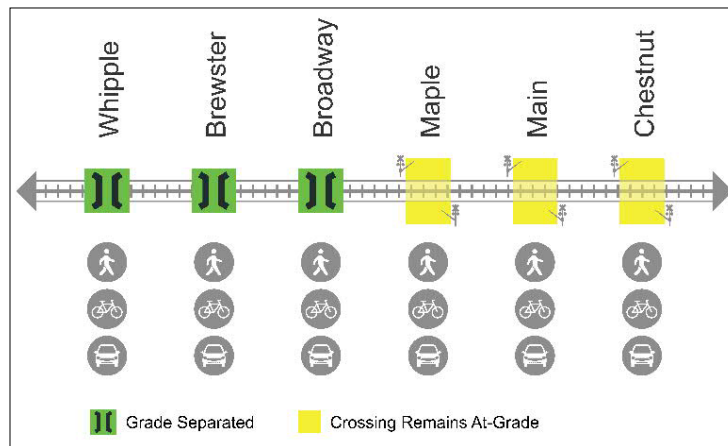 Whipple
Brewster
Broadway
Maple
Main
Chestnut
Grade Separated
Crossing Remains At-Grade